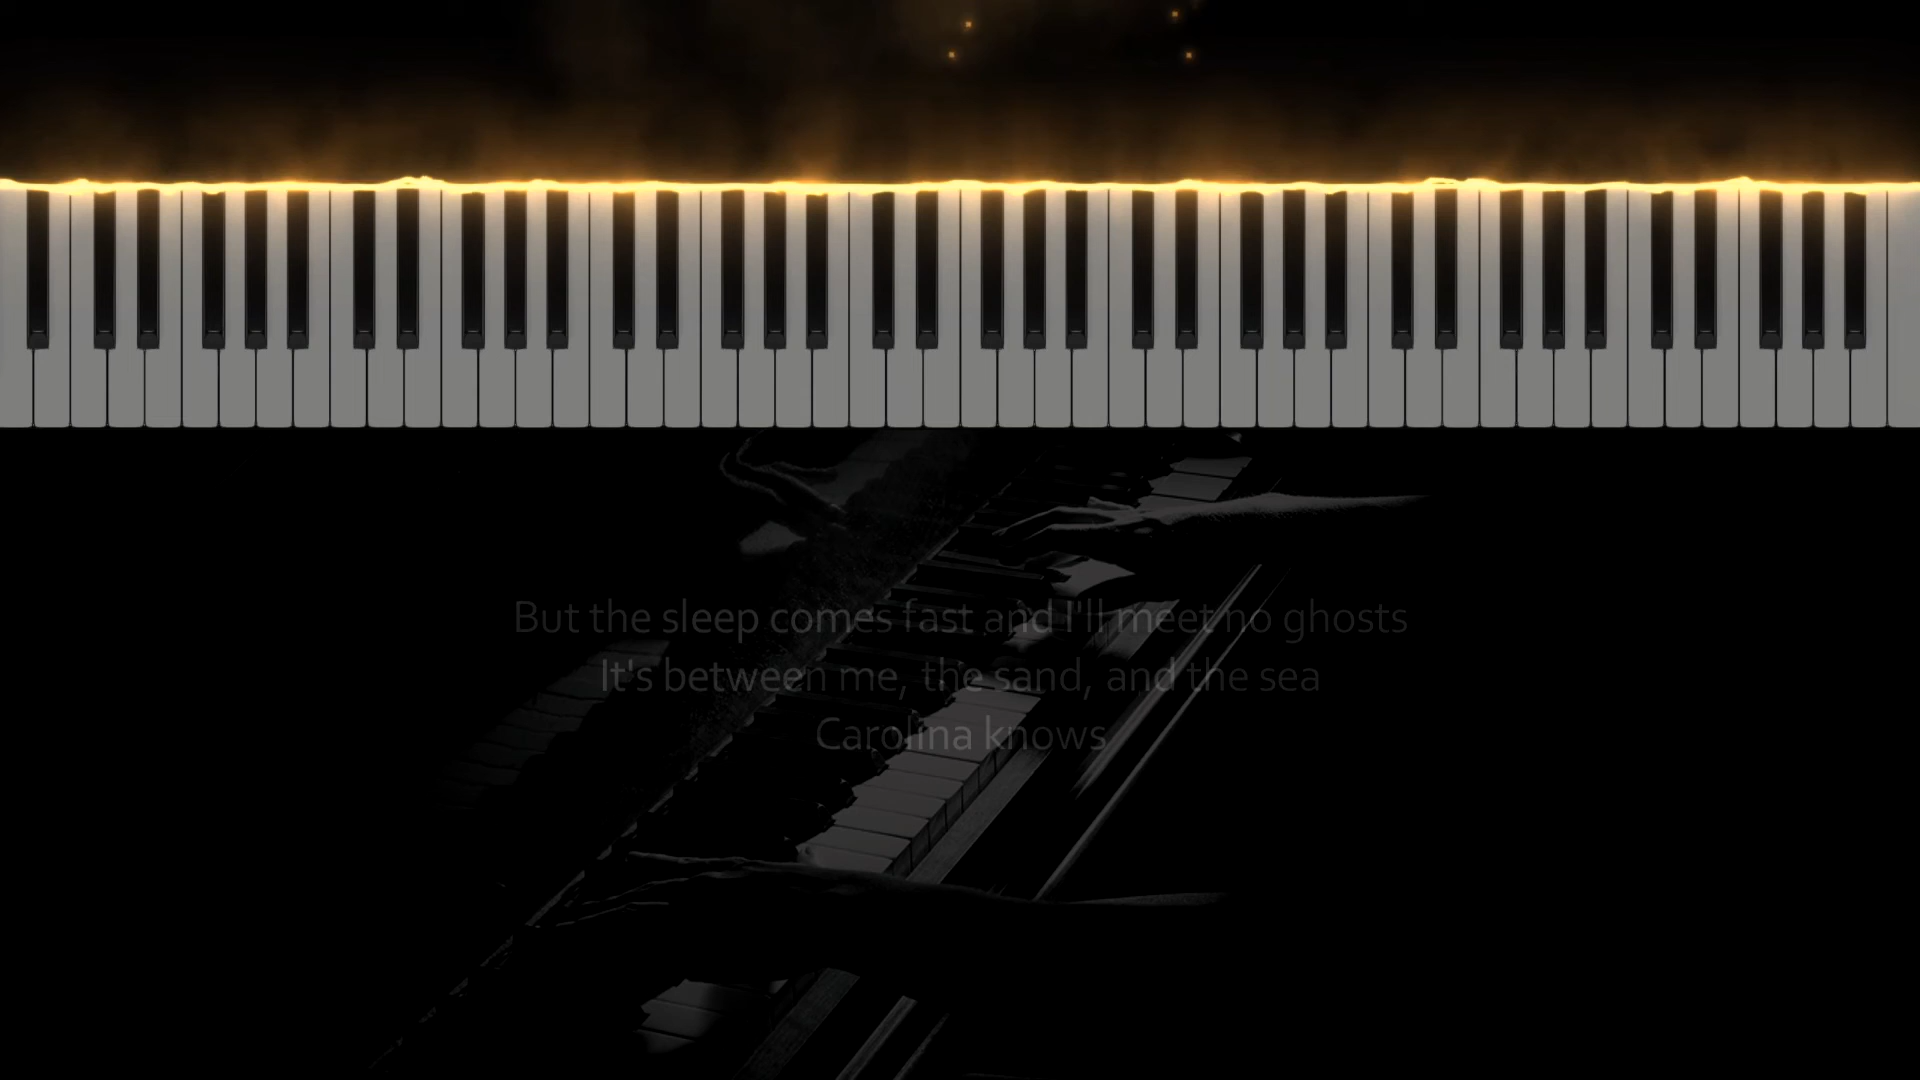 But the sleep comes fast and I'll meet no ghosts
It's between me, the sand, and the sea
Carolina knows